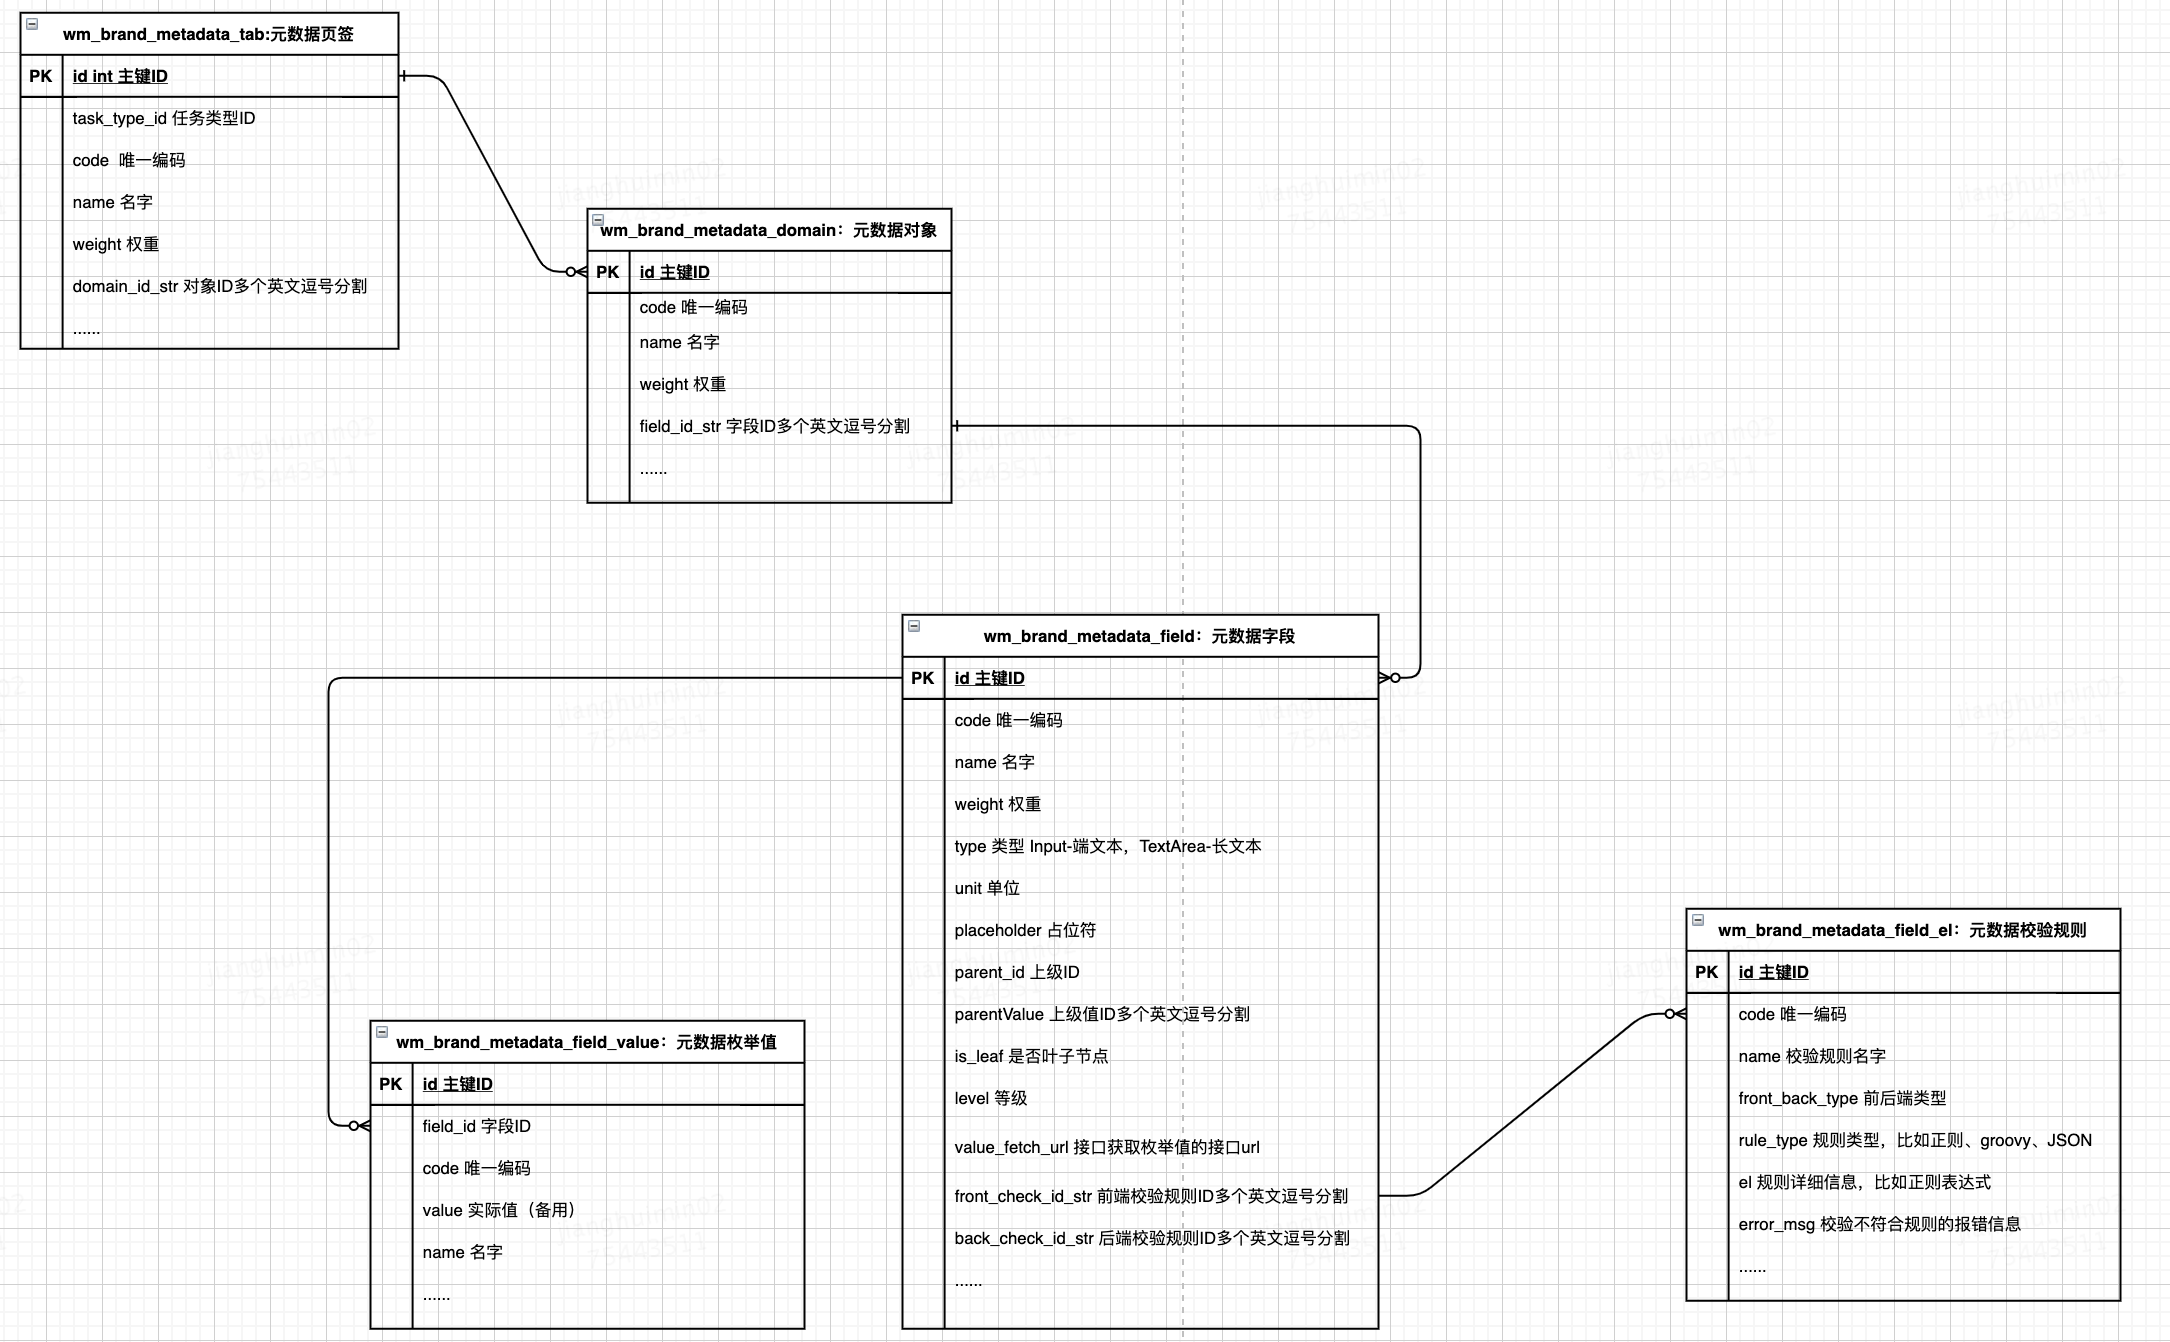 wm_brand_metadata_tab:元数据页签
PK id int 主键ID
task_type_id 任务类型ID
code 唯一编码
name 名字
weight 权重
domain_id_str 对象ID多个英文逗号分割
......
wm_brand_metadata_domain：元数据对象
PK id 主键ID
code 唯一编码
name 名字
weight 权重
field_id_str 字段ID多个英文逗号分割
......
wm_brand_metadata_field：元数据字段
PK id 主键ID
code 唯一编码
name 名字
weight 权重
type 类型 Input-端文本，TextArea-长文本
unit 单位
placeholder 占位符
parent_id 上级ID
parentValue 上级值ID多个英文逗号分割
is_leaf 是否叶子节点
level 等级
value_fetch_url 接口获取枚举值的接口url
front_check_id_str 前端校验规则ID多个英文逗号分割
back_check_id_str 后端校验规则ID多个英文逗号分割
......
wm_brand_metadata_field_value：元数据枚举值
PK id 主键ID
field_id 字段ID
code 唯一编码
value 实际值（备用）
name 名字
......
wm_brand_metadata_field_el：元数据校验规则
PK id 主键ID
code 唯一编码
name 校验规则名字
front_back_type 前后端类型
rule_type 规则类型，比如正则、groovy、JSON
el 规则详细信息，比如正则表达式
error_msg 校验不符合规则的报错信息
......
jianghuimin02
75443511